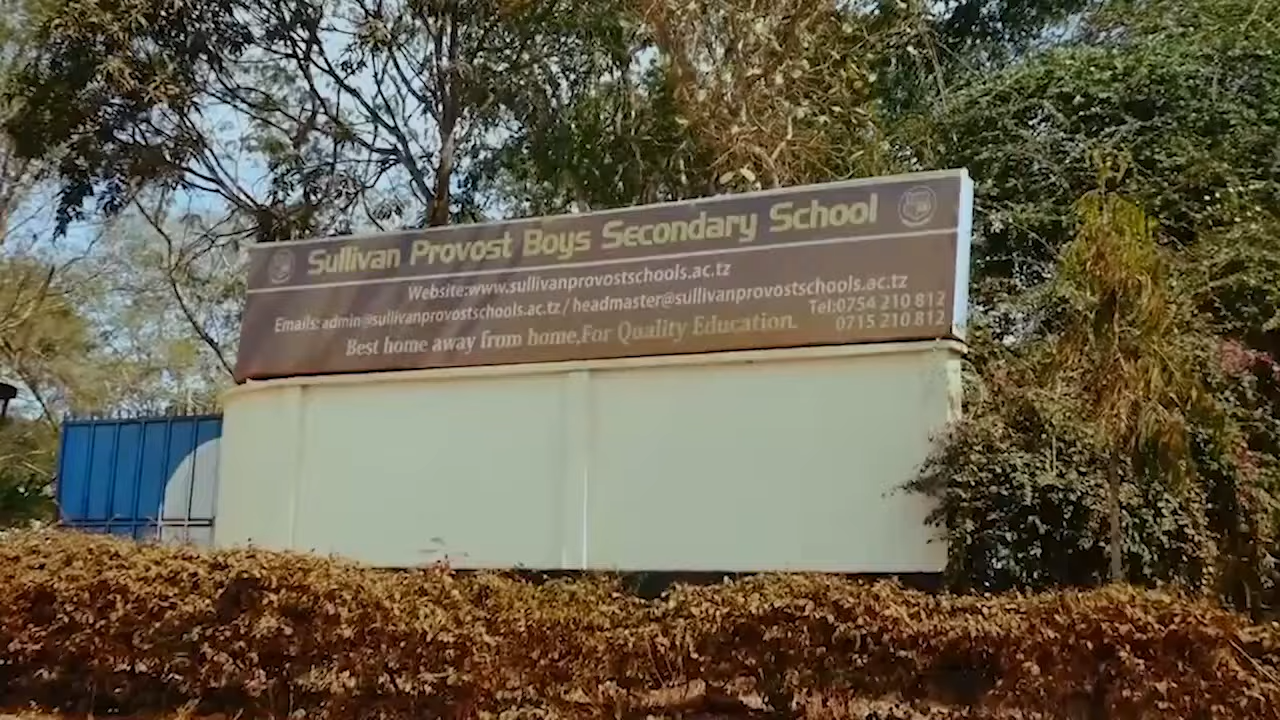 Sullivan Provost Boys Secondary School
Website:www.sullivanprovostschools.ac.tz
Emails: admin@sullivanprovostschools.ac.tz / headmaster@sullivanprovostschools.ac.tz
Best home away from home,For Quality Education.
Tel:0754 210 812
0715 210 812